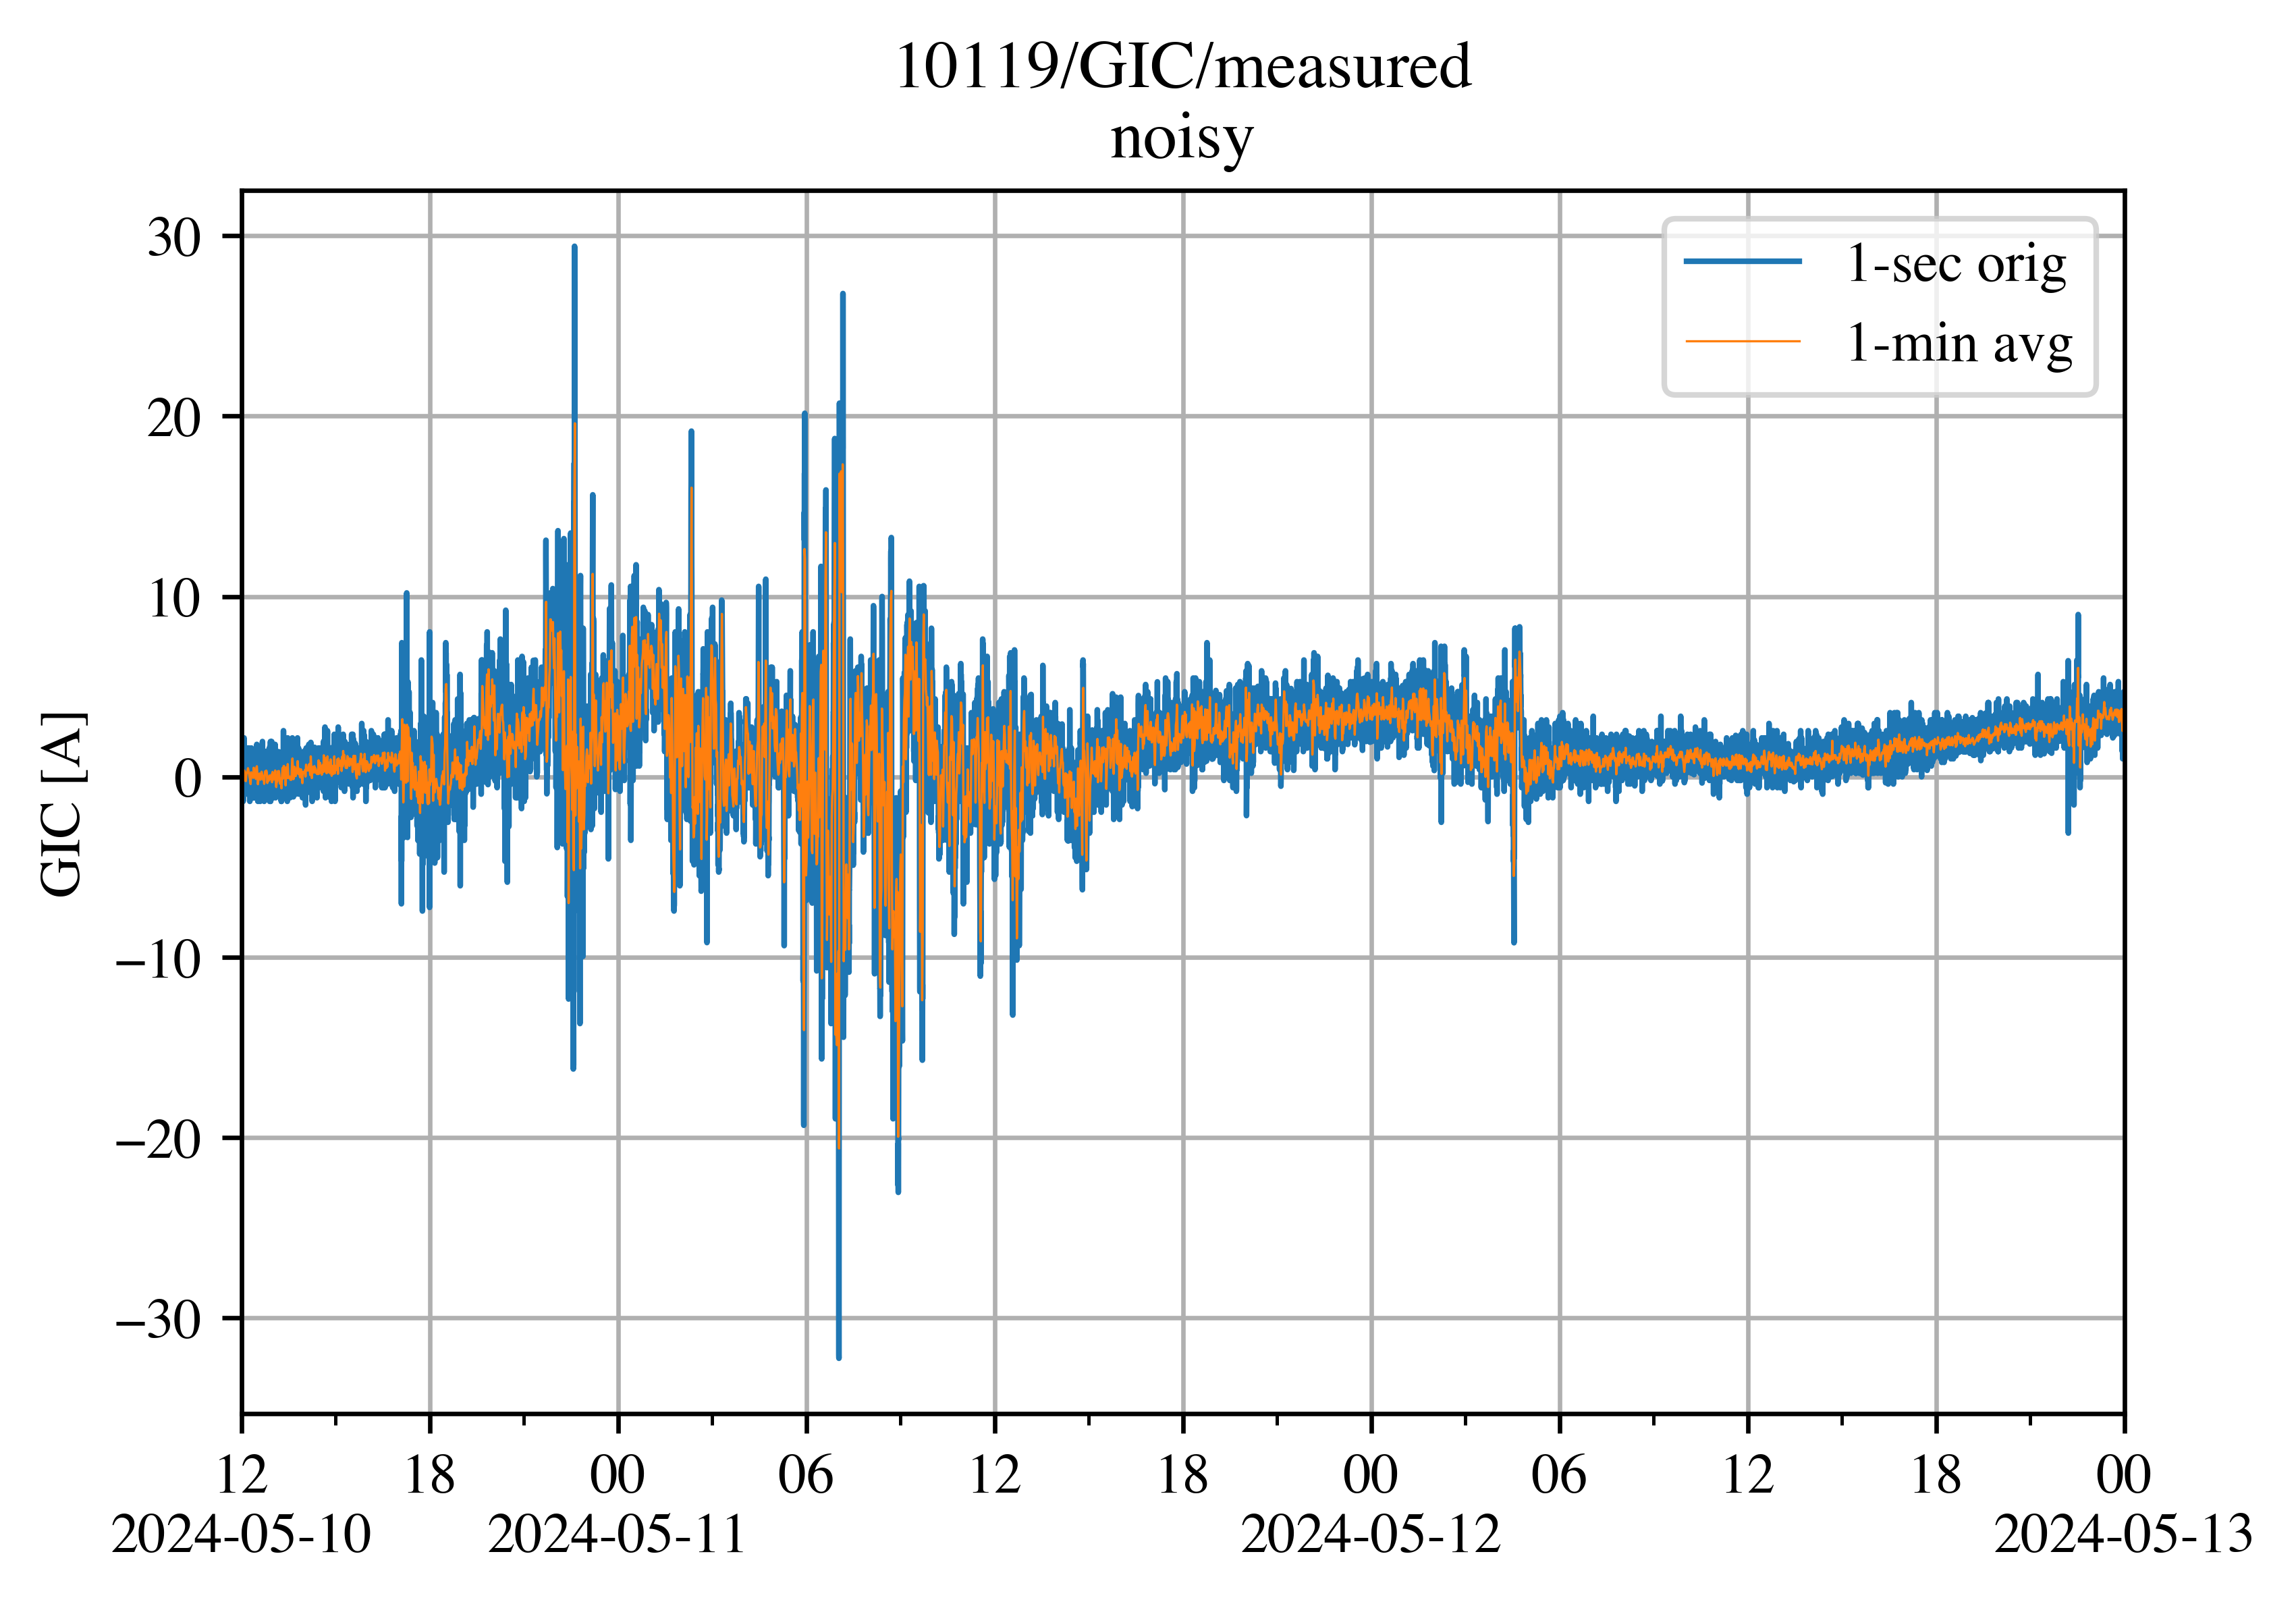 10119/GIC/measured
noisy
1-sec orig
1-min avg
GIC [A]
30
20
10
0
−10
−20
−30
12 18 00 06 12 18 00 06 12 18 00
2024-05-10 2024-05-11 2024-05-12 2024-05-13